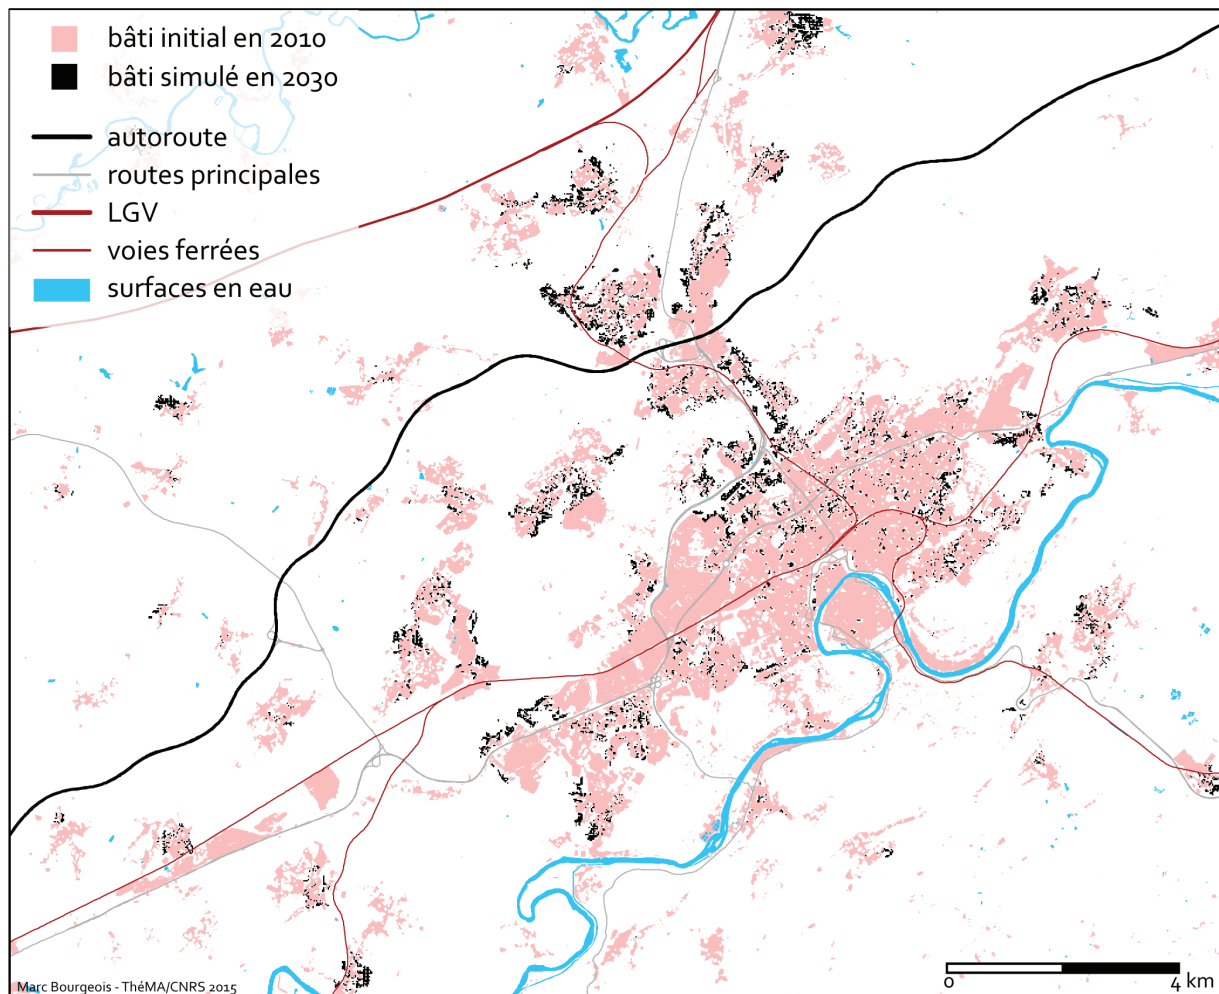 bâti initial en 2010
bâti simulé en 2030
autoroute
routes principales
LGV
voies ferrées
surfaces en eau
0 4 km
Marc Bourgeois - ThéMA/CNRS 2015